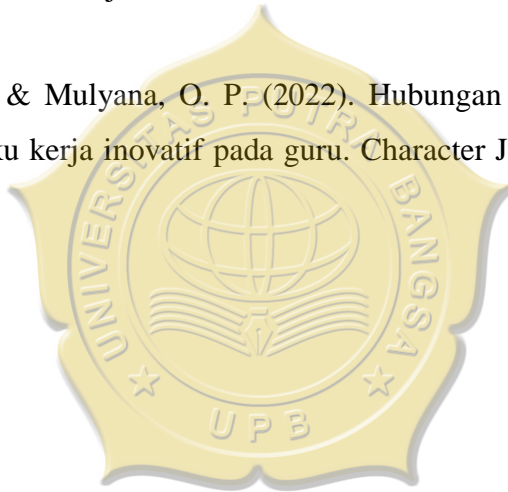 & Mulyana, O. P. (2022). Hubungan
ku kerja inovatif pada guru. Character J
UNIVERSITAS PUTRA BANGSA
UPB